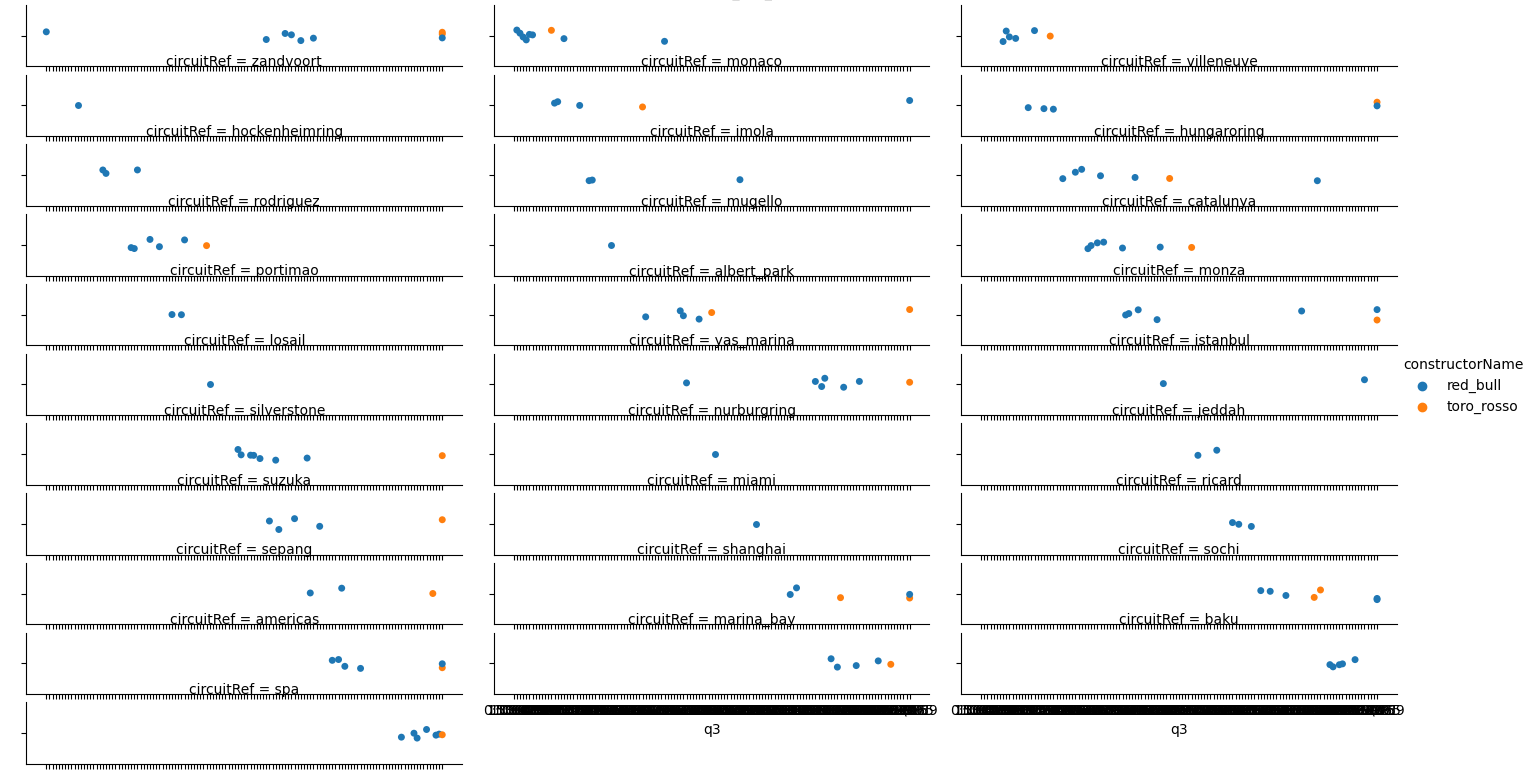 circuitRef = zandvoort
circuitRef = monaco
circuitRef = villeneuve
circuitRef = hockenheimring
circuitRef = imola
circuitRef = hungaroring
circuitRef = rodriguez
circuitRef = mugello
circuitRef = catalunya
circuitRef = portimao
circuitRef = albert_park
circuitRef = monza
circuitRef = losail
circuitRef = yas_marina
circuitRef = istanbul
constructorName
red_bull
toro_rosso
circuitRef = silverstone
circuitRef = nurburgring
circuitRef = jeddah
circuitRef = suzuka
circuitRef = miami
circuitRef = ricard
circuitRef = sepang
circuitRef = shanghai
circuitRef = sochi
circuitRef = americas
circuitRef = marina_bay
circuitRef = baku
circuitRef = spa
q3
q3